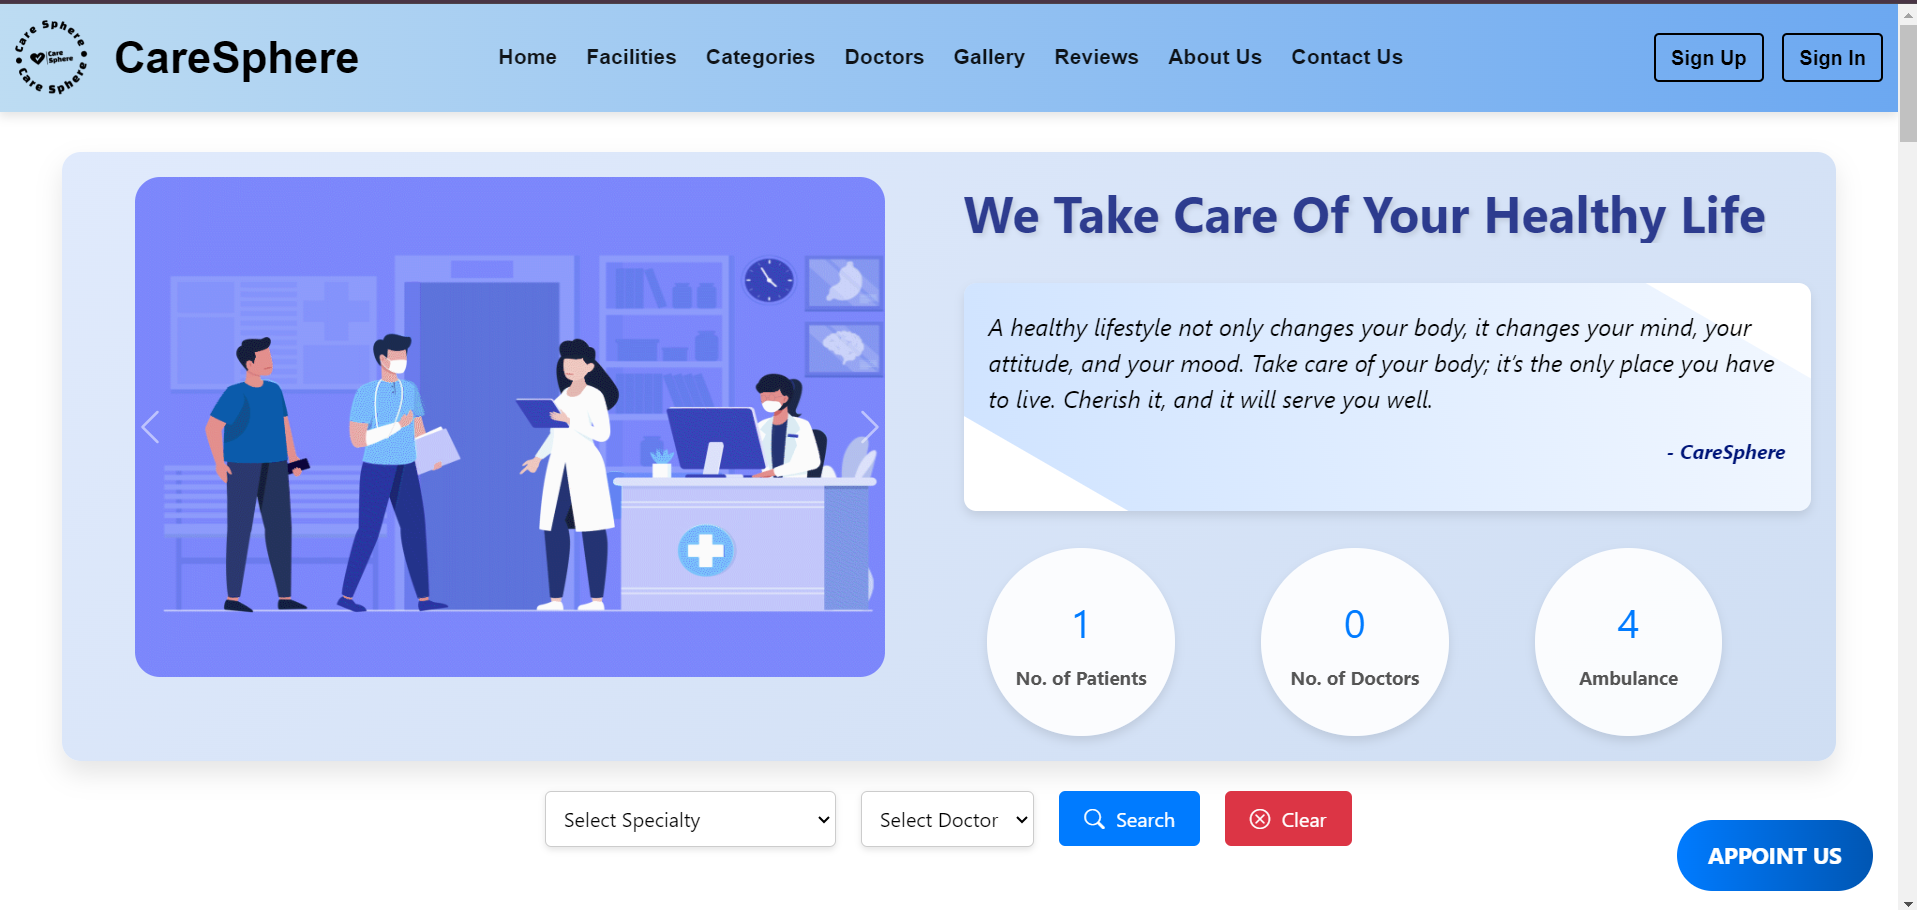 Care Sphere
Care
Sphere
Care Sphere
CareSphere
Home
Facilities
Categories
Doctors
Gallery
Reviews
About Us
Contact Us
Sign Up
Sign In
We Take Care Of Your Healthy Life
A healthy lifestyle not only changes your body, it changes your mind, your
attitude, and your mood. Take care of your body; it’s the only place you have
to live. Cherish it, and it will serve you well.
- CareSphere
1
No. of Patients
0
No. of Doctors
4
Ambulance
Select Specialty
Select Doctor
Search
Clear
APPOINT US